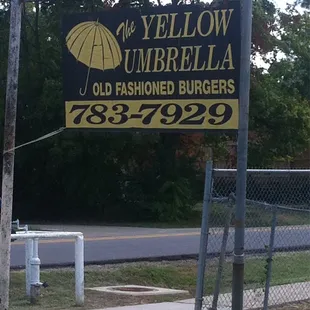 The YELLOW
UMBRELLA
OLD FASHIONED BURGERS
783-7929